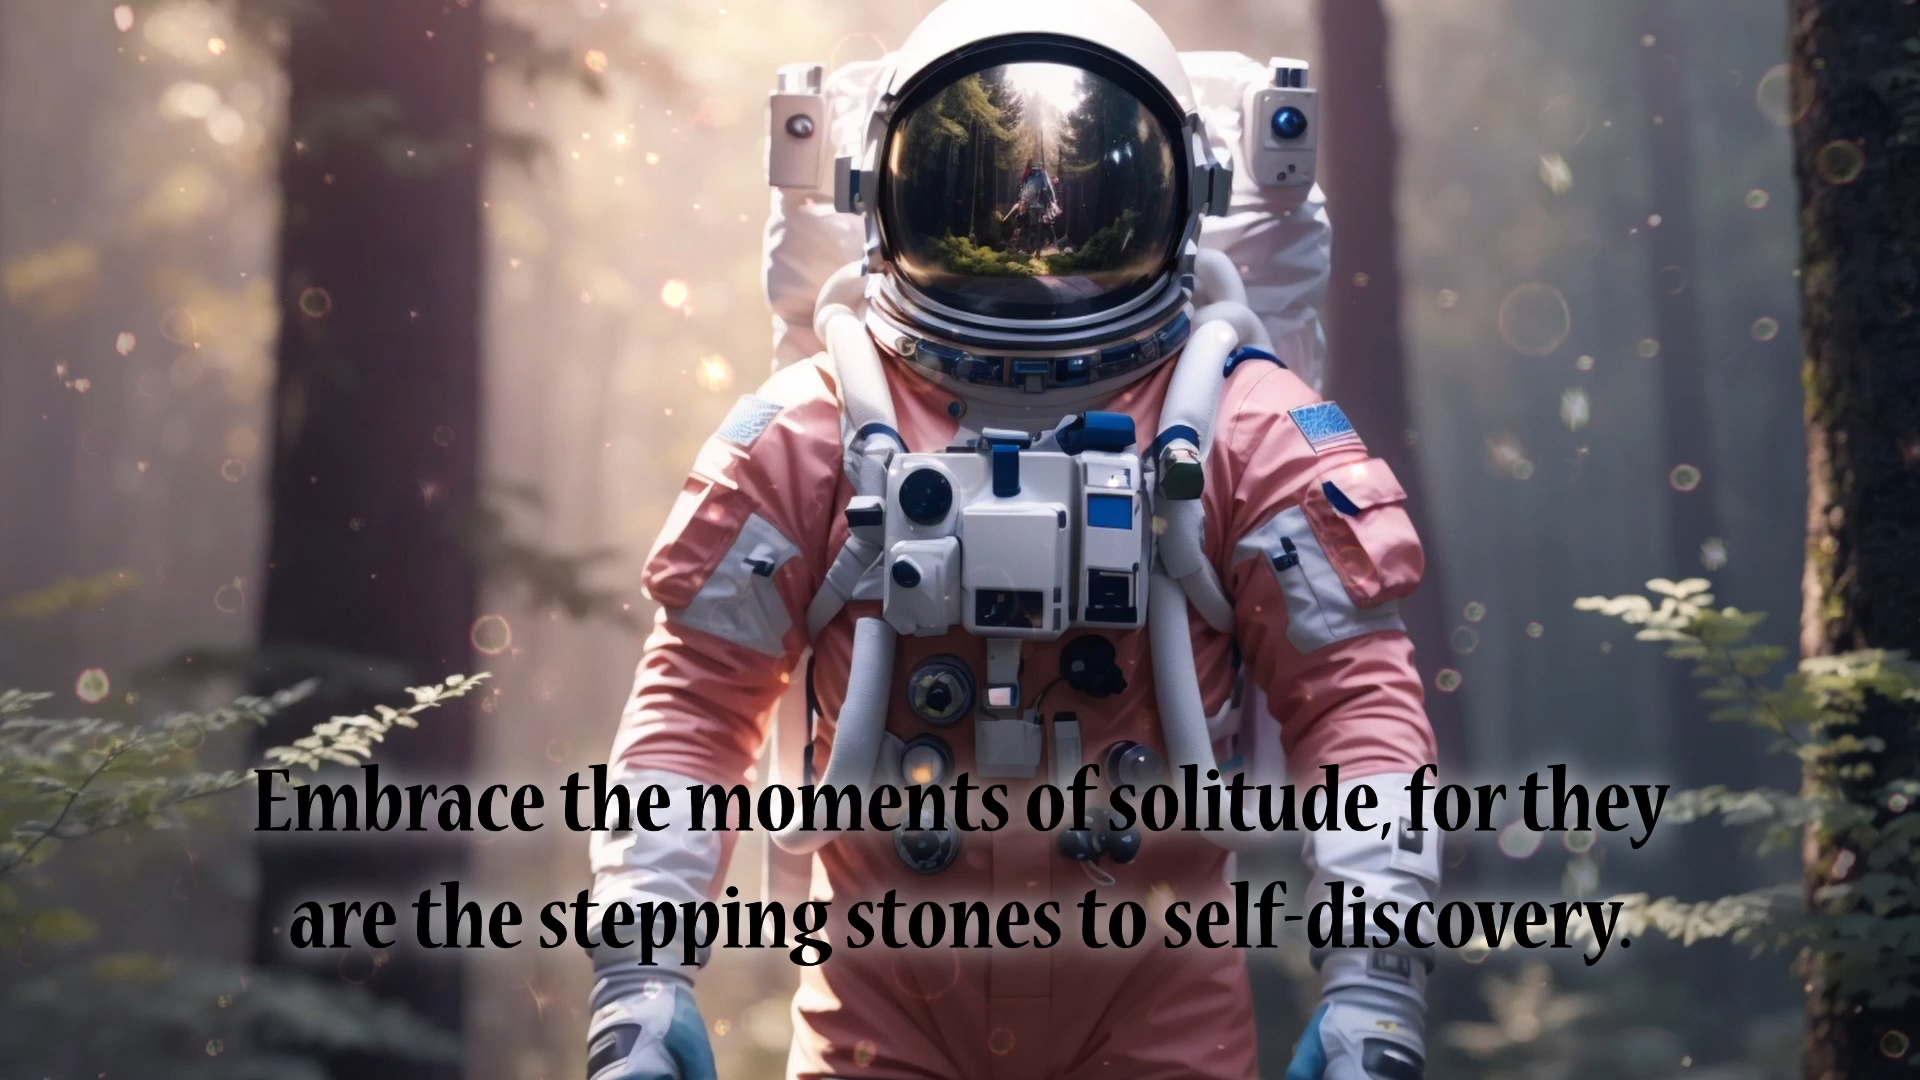 Embrace the moments of solitude, for they
are the stepping stones to self-discovery.